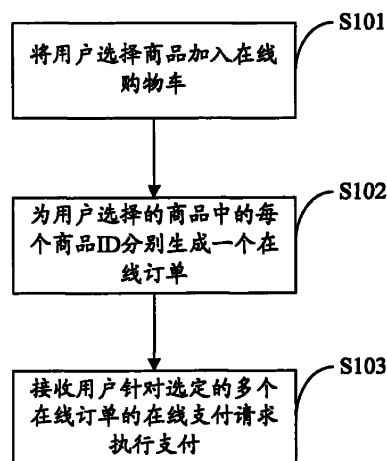 S101
将用户选择商品加入在线
购物车
S102
为用户选择的商品中的每
个商品ID分别生成一个在
线订单
S103
接收用户针对选定的多个
在线订单的在线支付请求
执行支付